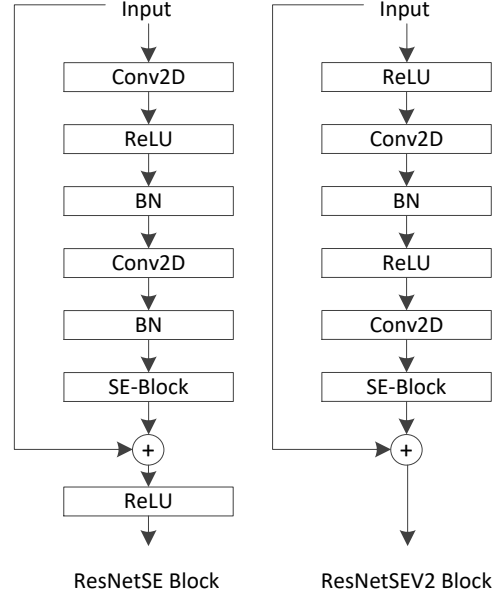 Input
Conv2D
ReLU
BN
Conv2D
BN
SE-Block
+
ReLU
ResNetSE Block
Input
ReLU
Conv2D
BN
ReLU
Conv2D
SE-Block
+
ResNetSEV2 Block